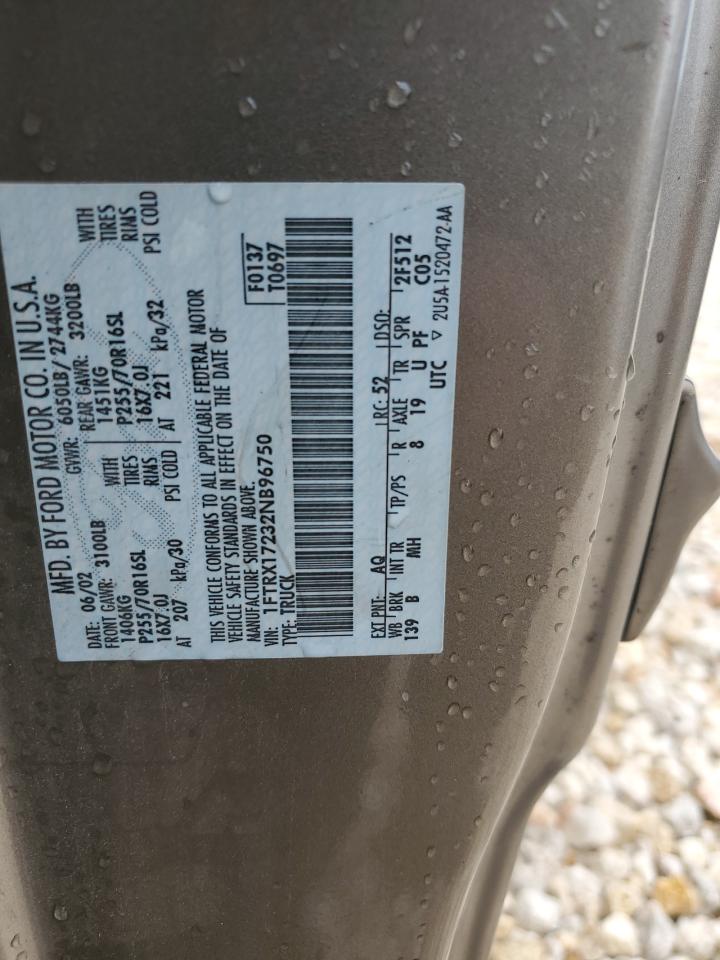 MFD. BY FORD MOTOR CO. IN U.S.A.
DATE: 06/02 GVWR: 6050LB/ 2744KG
FRONT GAWR: 3100LB REAR GAWR: 3200LB
1406KG WITH 1451KG WITH
P255/70R16SL TIRES P255/70R16SL TIRES
16X7.0J RIMS 16X7.0J RIMS
AT 207 kPa/30 PSI COLD AT 221 kPa/32 PSI COLD
THIS VEHICLE CONFORMS TO ALL APPLICABLE FEDERAL MOTOR
VEHICLE SAFETY STANDARDS IN EFFECT ON THE DATE OF
MANUFACTURE SHOWN ABOVE.
VIN: 1FTRX17232NB96750 F0137
TYPE: TRUCK T0697
EXT PNT: AQ RC: 52 DSO:
WB BRK INT TR TP/PS R AXLE TR SPR 2F512
139 B MH 8 19 U PF C05
UTC ▽ 2U5A-1520472-AA